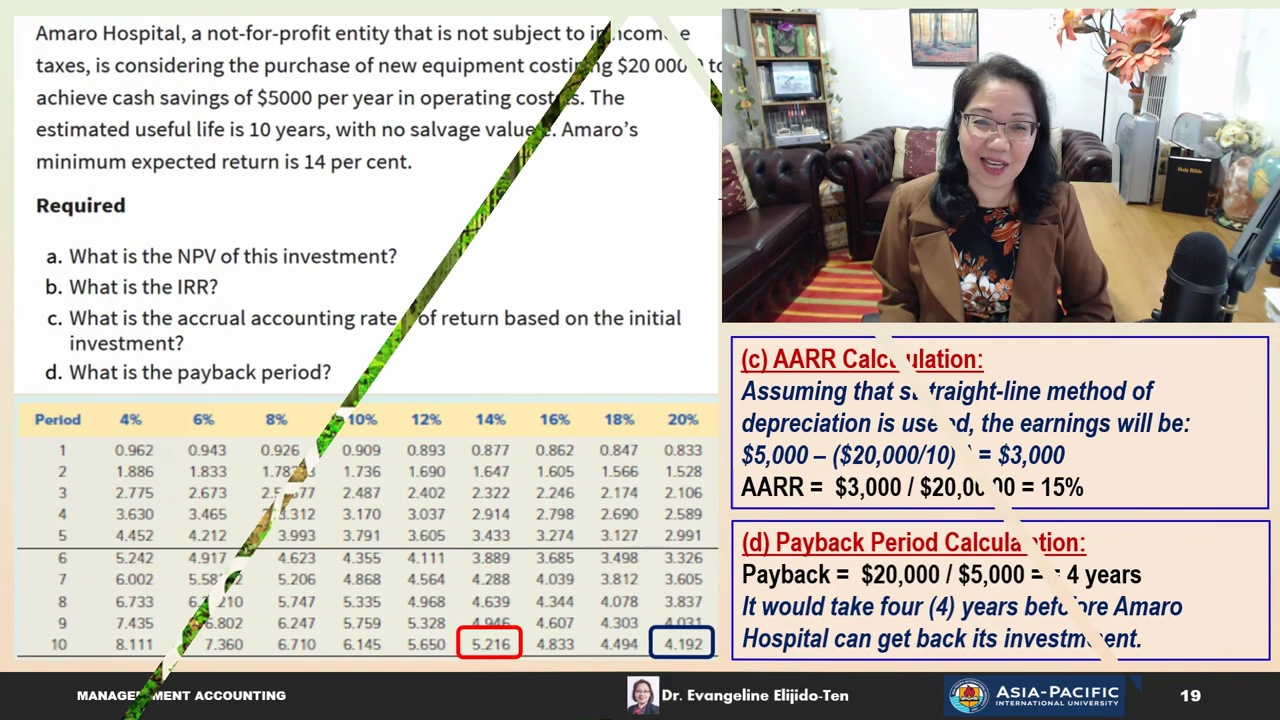 Amaro Hospital, a not-for-profit entity that is not subject to income
taxes, is considering the purchase of new equipment costing $20 000 to
achieve cash savings of $5000 per year in operating costs. The
estimated useful life is 10 years, with no salvage value. Amaro's
minimum expected return is 14 per cent.
Required
a. What is the NPV of this investment?
b. What is the IRR?
c. What is the accrual accounting rate of return based on the initial
investment?
d. What is the payback period?
Period 4% 6% 8% 10% 12% 14% 16% 18% 20%
1 0.962 0.943 0.926 0.909 0.893 0.877 0.862 0.847 0.833
2 1.886 1.833 1.783 1.736 1.690 1.647 1.605 1.566 1.528
3 2.775 2.673 2.577 2.487 2.402 2.322 2.246 2.174 2.106
4 3.630 3.465 3.312 3.170 3.037 2.914 2.798 2.690 2.589
5 4.452 4.212 3.993 3.791 3.605 3.433 3.274 3.127 2.991
6 5.242 4.917 4.623 4.355 4.111 3.889 3.685 3.498 3.326
7 6.002 5.582 5.206 4.868 4.564 4.288 4.039 3.812 3.605
8 6.733 6.210 5.747 5.335 4.968 4.639 4.344 4.078 3.837
9 7.435 6.802 6.247 5.759 5.328 4.946 4.607 4.303 4.031
10 8.111 7.360 6.710 6.145 5.650 5.216 4.833 4.494 4.192
Holy Bible
(c) AARR Calculation:
Assuming that straight-line method of
depreciation is used, the earnings will be:
$5,000 – ($20,000/10) = $3,000
AARR = $3,000 / $20,000 = 15%
(d) Payback Period Calculation:
Payback = $20,000 / $5,000 = 4 years
It would take four (4) years before Amaro
Hospital can get back its investment.
MANAGEMENT ACCOUNTING
Dr. Evangeline Elijido-Ten
ASIA-PACIFIC
INTERNATIONAL UNIVERSITY
19